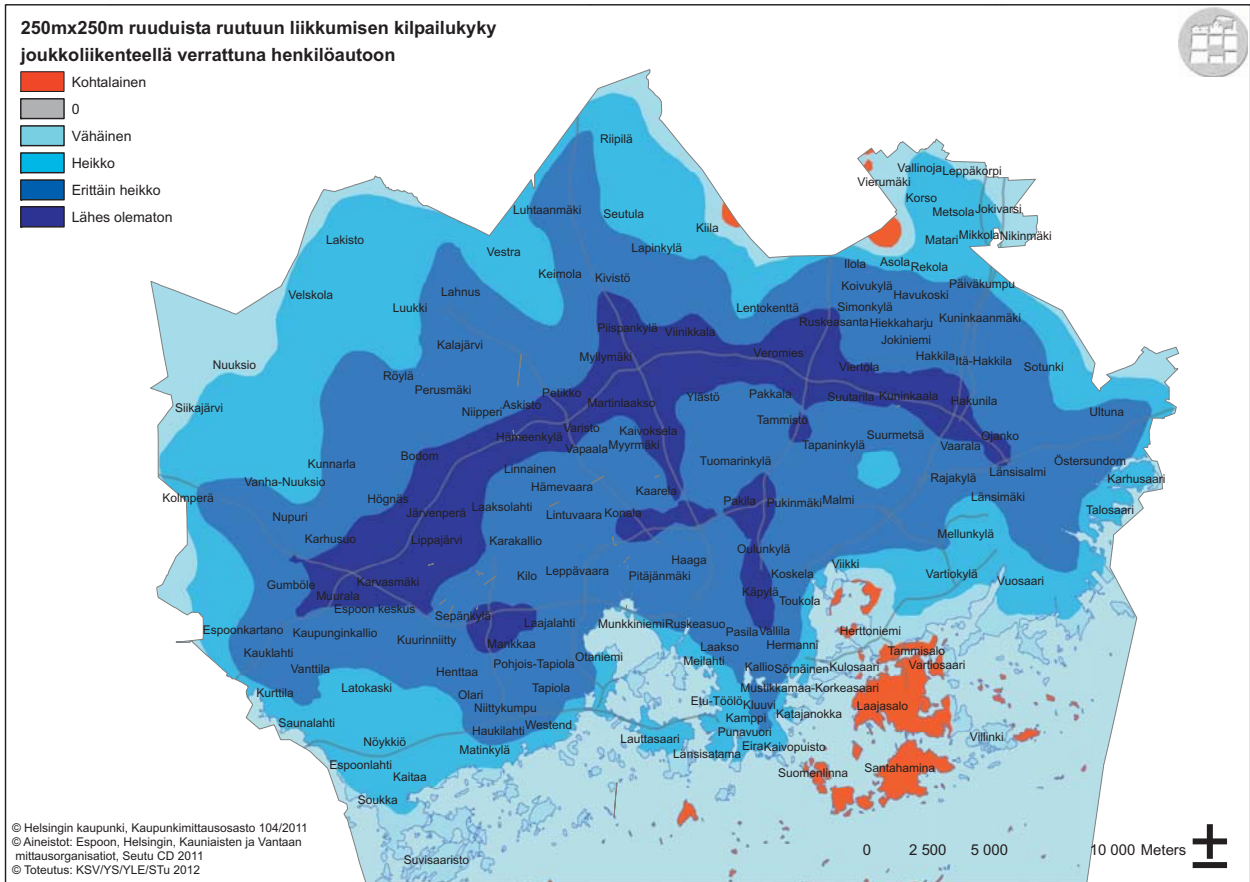 250mx250m ruuduista ruutuun liikkumisen kilpailukyky
joukkoliikenteellä verrattuna henkilöautoon
Kohtalainen
0
Vähäinen
Heikko
Erittäin heikko
Lähes olematon
Riipilä
Vallinoja
Leppäkorpi
Vierumäki
Korso
Metsola
Jokivarsi
Luhtaanmäki
Seutula
Kiila
Matari
Mikkola
Nikinmäki
Lakisto
Vestra
Lapinkylä
Ilola
Asola
Rekola
Keimola
Kivistö
Koivukylä
Havukoski
Päiväkumpu
Velskola
Lahnus
Luukki
Lentokenttä
Simonkylä
Kuninkaanmäki
Piispankylä
Viinikkala
Ruskeasanta
Hiekkaharju
Kalajärvi
Jokiniemi
Nuuksio
Myllymäki
Veromies
Viertola
Hakkila
Itä-Hakkila
Sotunki
Röylä
Perusmäki
Petikko
Siikajärvi
Niipperi
Askisto
Martinlaakso
Ylästö
Pakkala
Suutarila
Kuninkaala
Hakunila
Ultuna
Varisto
Kaivoksela
Tammisto
Hämeenkylä
Vapaala
Myyrmäki
Tapaninkylä
Suurmetsä
Vaarala
Ojanko
Bodom
Kunnarla
Linnainen
Tuomarinkylä
Östersundom
Länsisalmi
Rajakylä
Karhusaari
Vanha-Nuuksio
Hämevaara
Kaarela
Kolmperä
Högnäs
Laaksolahti
Pakila
Pukinmäki
Malmi
Länsimäki
Talosaari
Nupuri
Järvenperä
Lintuvaara
Konala
Karhusuo
Lippajärvi
Karakallio
Mellunkylä
Oulunkylä
Haaga
Viikki
Gumböle
Karvasmäki
Kilo
Leppävaara
Pitäjänmäki
Koskela
Vartiokylä
Vuosaari
Muurala
Käpylä
Toukola
Espoon keskus
Sepänkylä
Laajalahti
Munkkiniemi
Ruskeasuo
Espoonkartano
Kaupunginkallio
Kuurinniitty
Mankkaa
Pasila
Vallila
Herttoniemi
Kauklahti
Laakso
Hermanni
Tammisalo
Vanttila
Henttaa
Pohjois-Tapiola
Otaniemi
Meilahti
Kallio
Sörnäinen
Kulosaari
Vartiosaari
Kurttila
Latokaski
Olari
Tapiola
Mustikkamaa-Korkeasaari
Etu-Töölö
Kluuvi
Laajasalo
Saunalahti
Niittykumpu
Kamppi
Katajanokka
Haukilahti
Westend
Nöykkiö
Lauttasaari
Punavuori
Villinki
Matinkylä
Länsisatama
Eira
Kaivopuisto
Espoonlahti
Kaitaa
Suomenlinna
Santahamina
Soukka
Suvisaaristo
© Helsingin kaupunki, Kaupunkimittausosasto 104/2011
© Aineistot: Espoon, Helsingin, Kauniaisten ja Vantaan
mittausorganisatiot, Seutu CD 2011
© Toteutus: KSV/YS/YLE/STu 2012
0 2 500 5 000 10 000 Meters